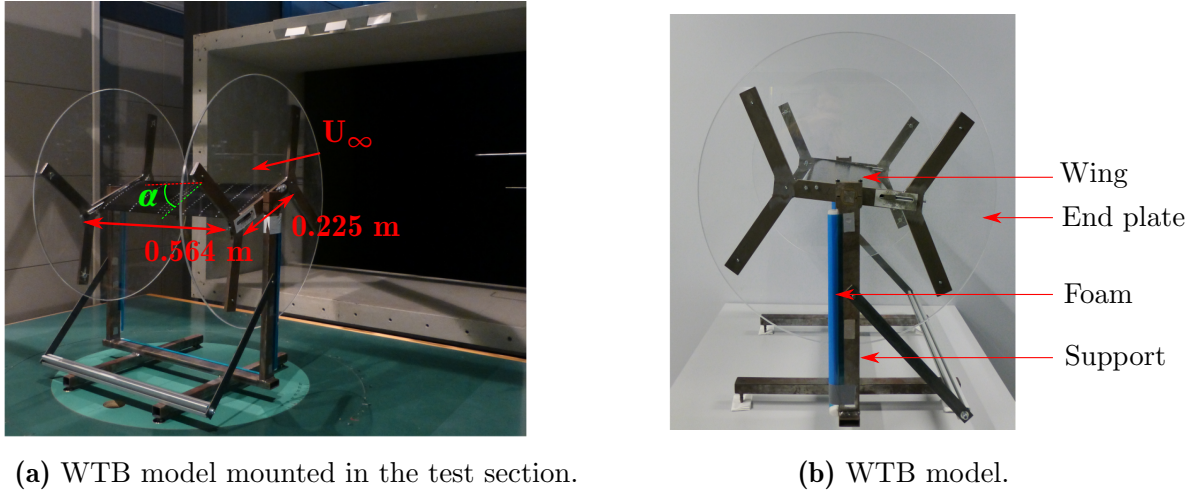 U∞
α
0.225 m
0.564 m
Wing
End plate
Foam
Support
(a) WTB model mounted in the test section.
(b) WTB model.